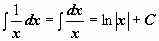 ∫ 1/x dx = ∫ dx/x = ln|x| + C